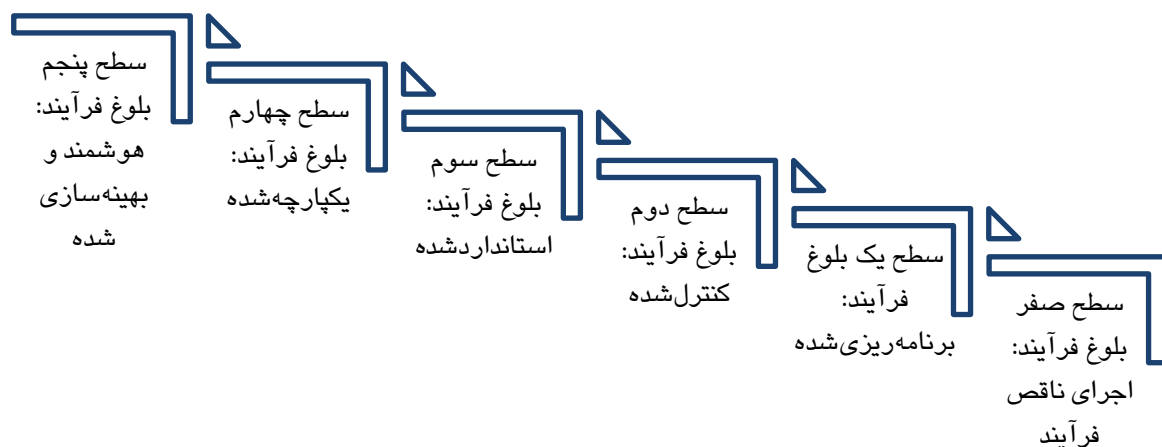 سطح پنجم
بلوغ فرآیند:
هوشمند و
بهینه‌سازی
شده
سطح چهارم
بلوغ فرآیند:
یکپارچه‌شده
سطح سوم
بلوغ فرآیند:
استانداردشده
سطح دوم
بلوغ فرآیند:
کنترل‌شده
سطح یک بلوغ
فرآیند:
برنامه‌ریزی‌شده
سطح صفر
بلوغ فرآیند:
اجرای ناقص
فرآیند